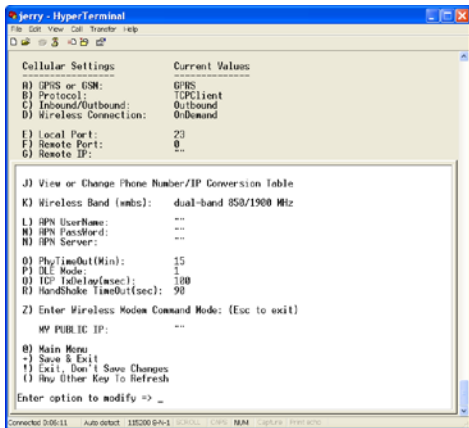 jerry - HyperTerminal
File Edit View Call Transfer Help
Cellular Settings Current Values
---------------- ----------------
A) GPRS or GSM: GPRS
B) Protocol: TCPClient
C) Inbound/Outbound: Outbound
D) Wireless Connection: OnDemand
E) Local Port: 23
F) Remote Port: 0
G) Remote IP: ""
J) View or Change Phone Number/IP Conversion Table
K) Wireless Band (wmbs): dual-band 850/1900 MHz
L) APN UserName: ""
M) APN PassWord: ""
N) APN Server: ""
O) PhyTimeOut(Min): 15
P) DLE Mode: 1
Q) TCP TxDelay(msec): 100
R) HandShake TimeOut(sec): 90
Z) Enter Wireless Modem Command Mode: (Esc to exit)
MY PUBLIC IP: ""
@) Main Menu
+) Save & Exit
!) Exit, Don't Save Changes
() Any Other Key To Refresh
Enter option to modify => _
Connected 0:06:11 Auto detect 115200 8-N-1 SCROLL CAPS NUM Capture Print echo